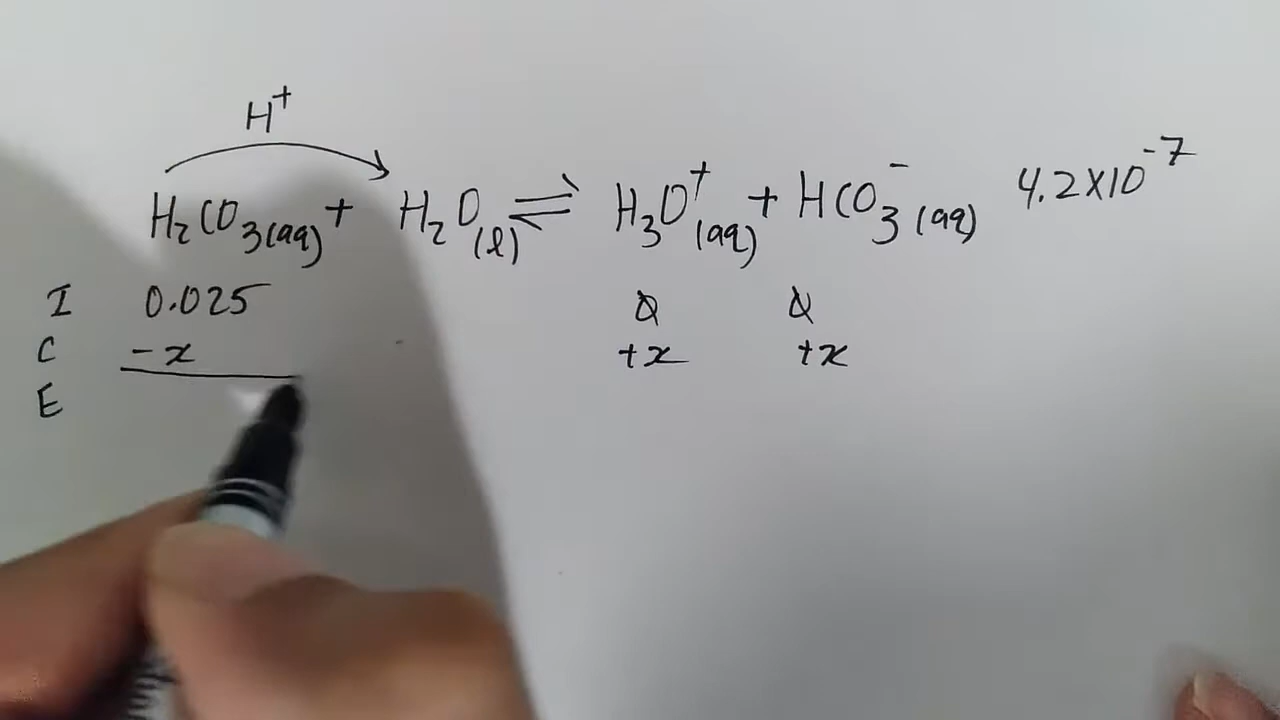 H⁺
H₂CO₃(aq) + H₂O(l) ⇌ H₃O⁺(aq) + HCO₃⁻(aq) 4.2×10⁻⁷
I 0.025 0 0
C -x +x +x
E